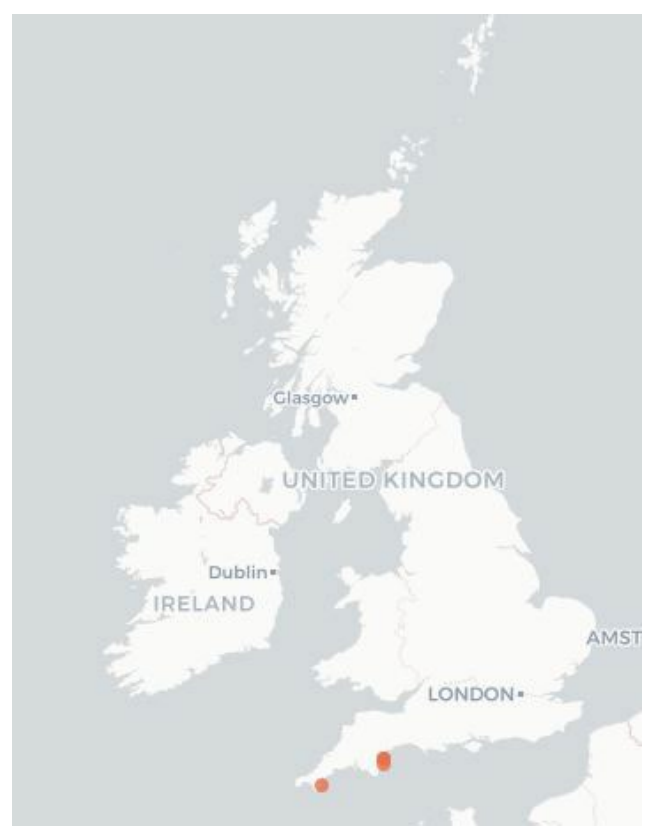 Glasgow
UNITED KINGDOM
Dublin
IRELAND
AMST
LONDON